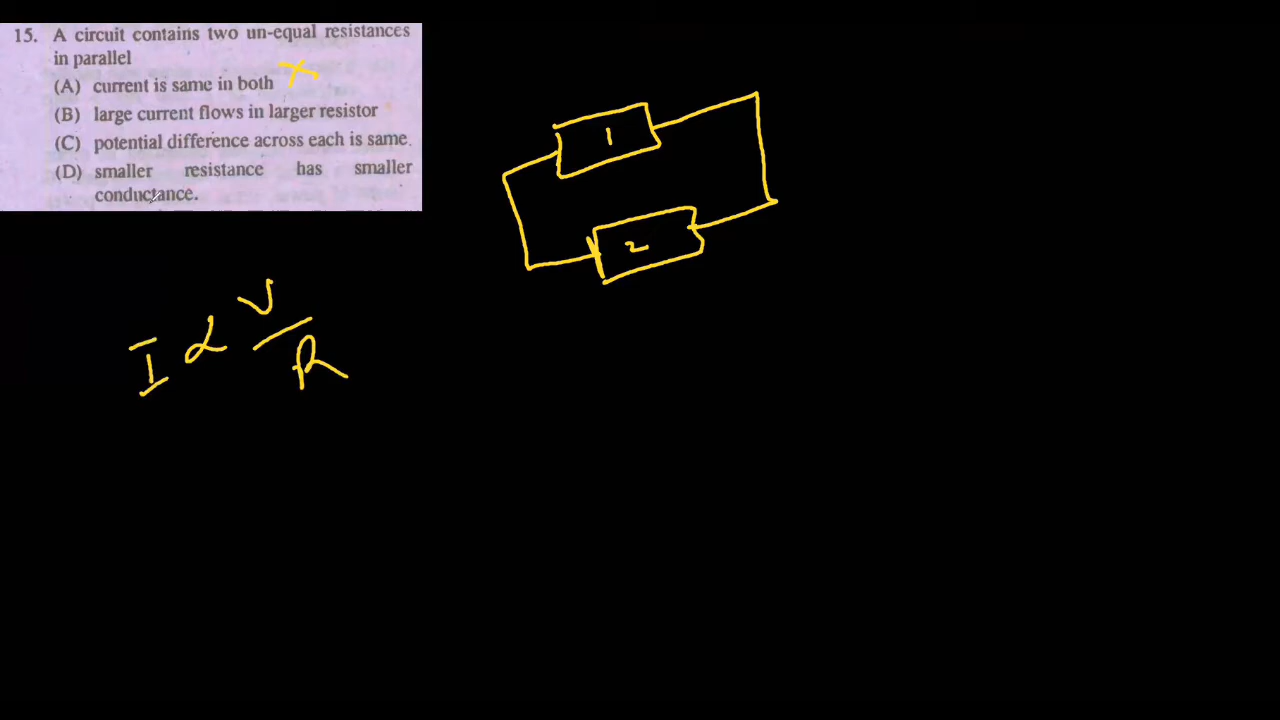 15. A circuit contains two un-equal resistances
in parallel
(A) current is same in both
(B) large current flows in larger resistor
(C) potential difference across each is same.
(D) smaller resistance has smaller
conductance.
1
2
I ∝ V/R